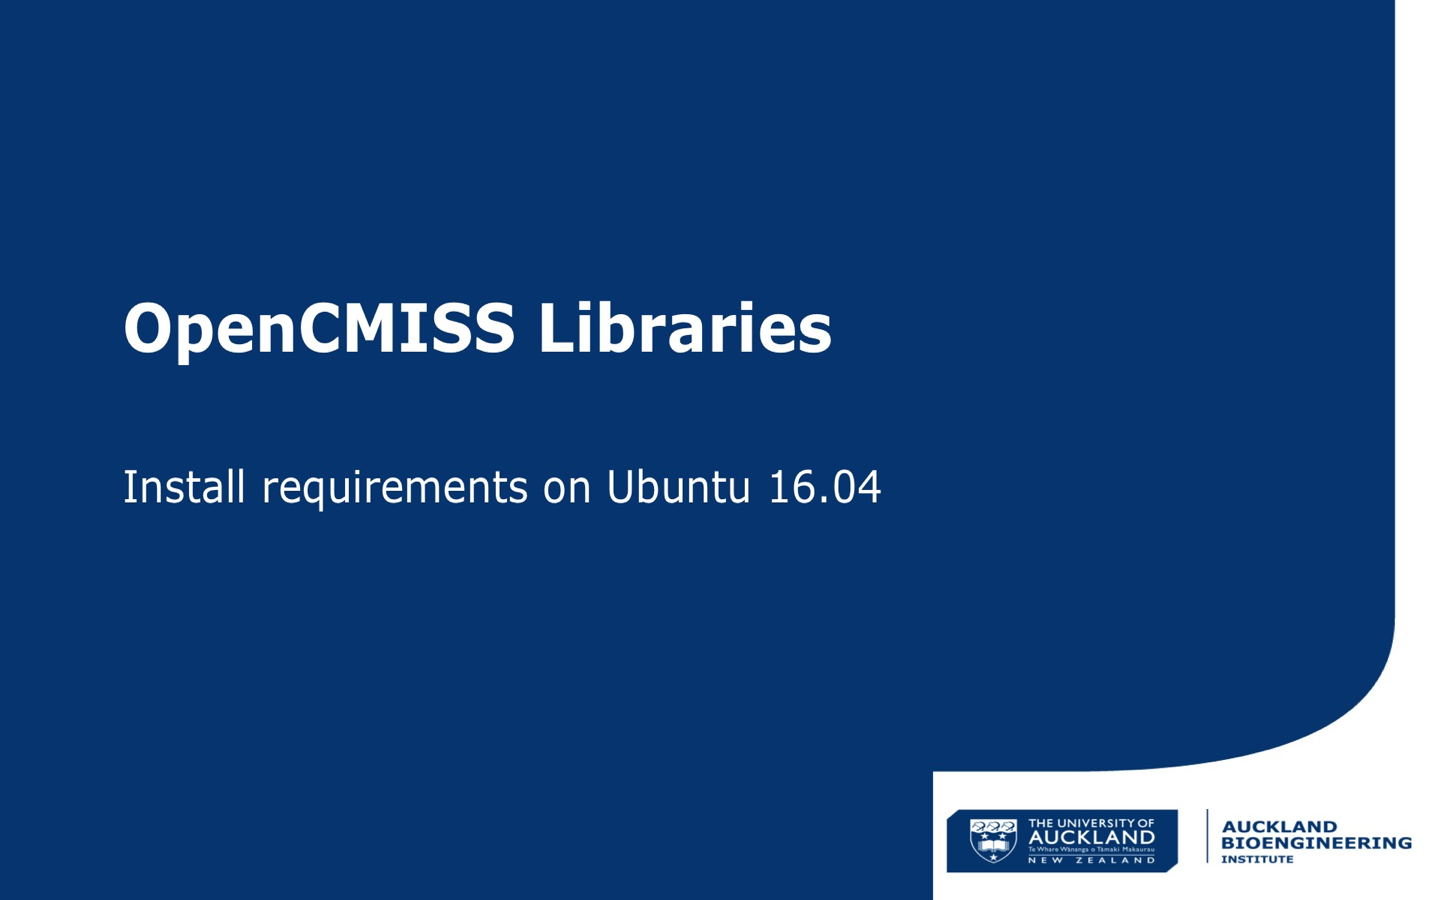 OpenCMISS Libraries
Install requirements on Ubuntu 16.04
THE UNIVERSITY OF
AUCKLAND
Te Whare Wānanga o Tāmaki Makaurau
NEW ZEALAND
AUCKLAND
BIOENGINEERING
INSTITUTE